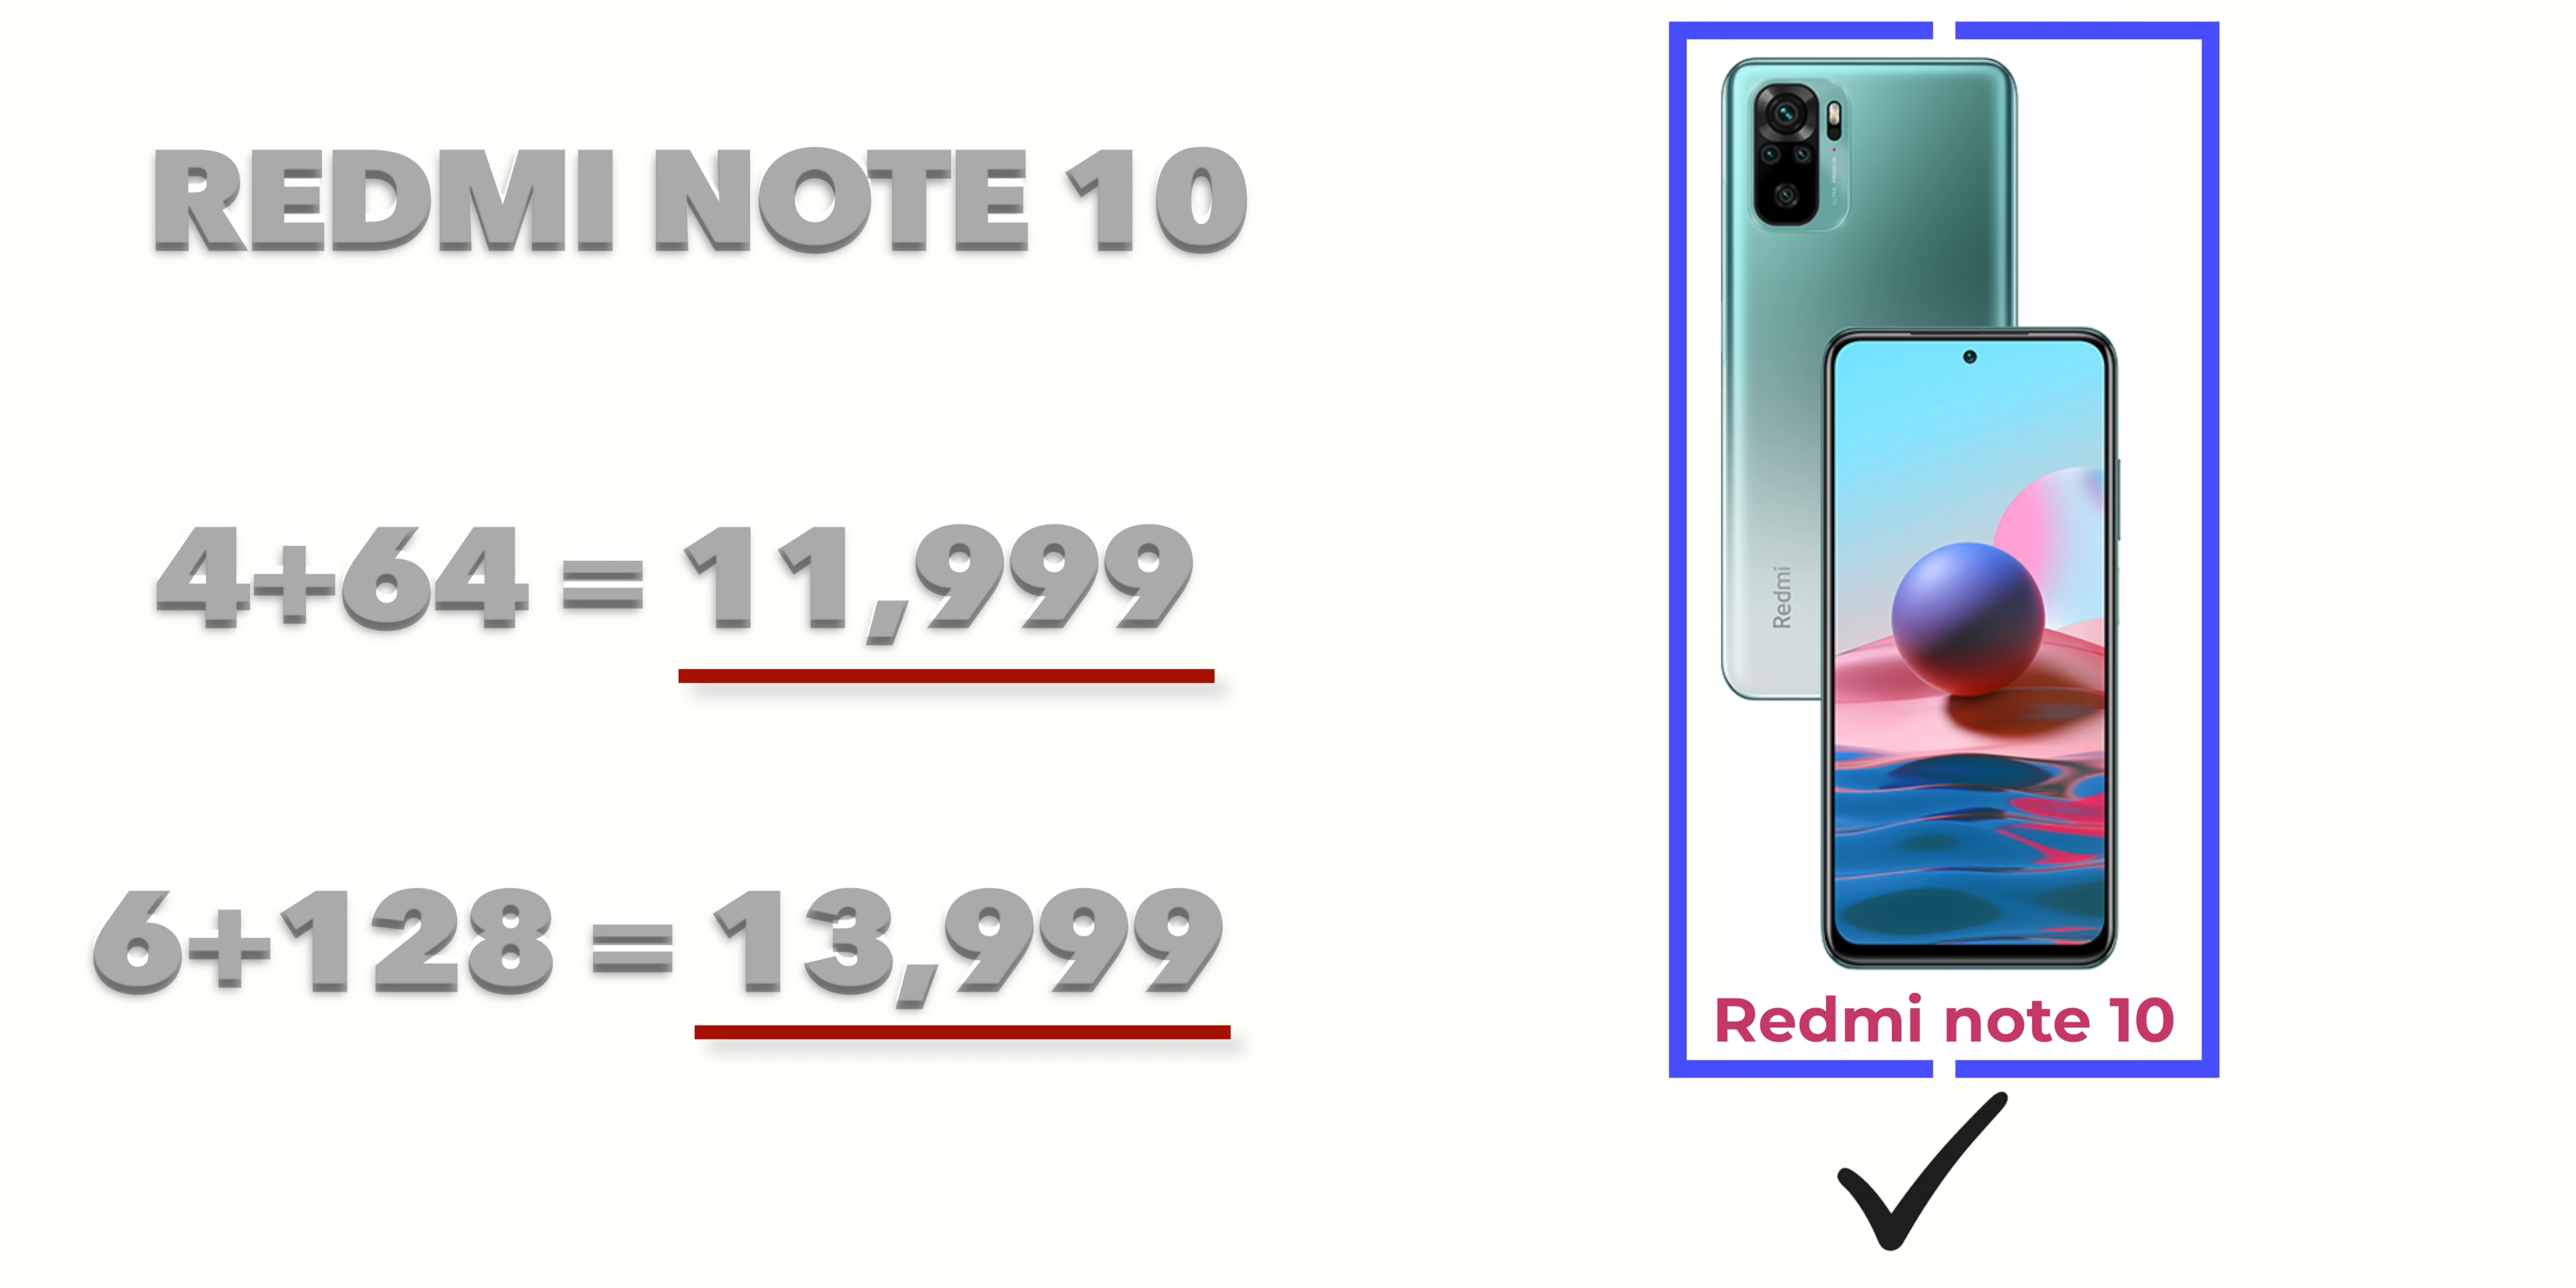 REDMI NOTE 10
4+64 = 11,999
6+128 = 13,999
Redmi
Redmi note 10